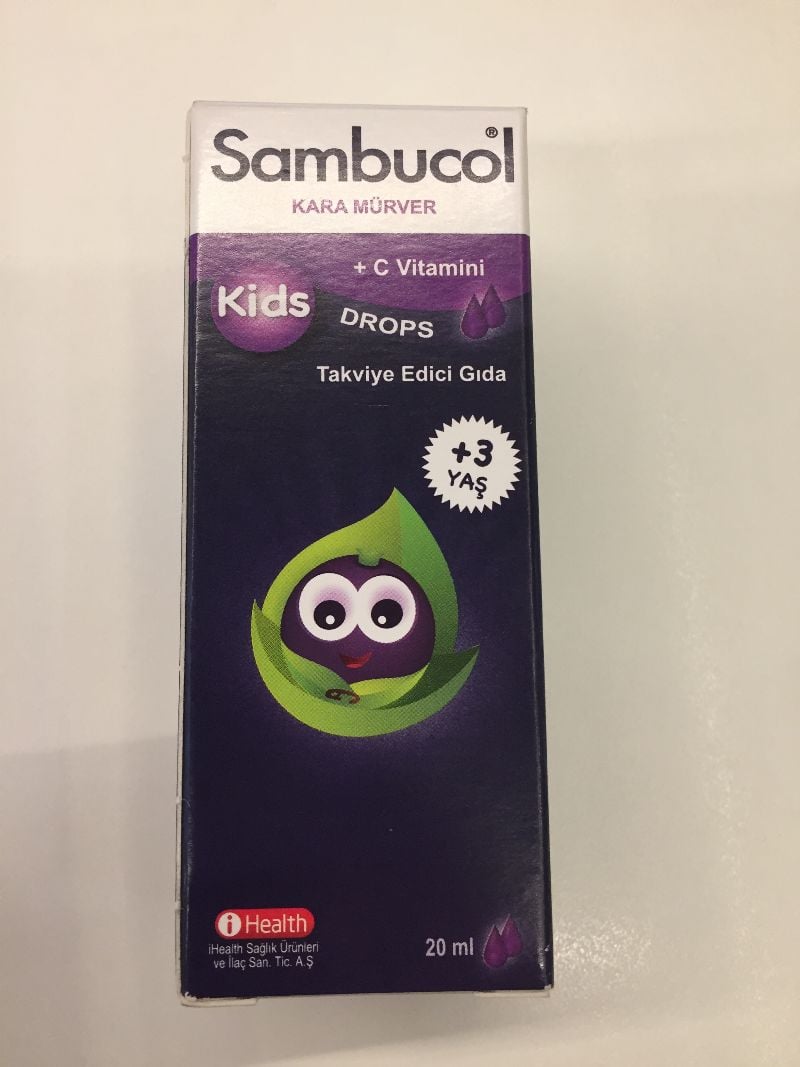 Sambucol®
KARA MÜRVER
+ C Vitamini
Kids
DROPS
Takviye Edici Gıda
+3
YAŞ
i Health
iHealth Sağlık Ürünleri
ve İlaç San. Tic. A.Ş
20 ml